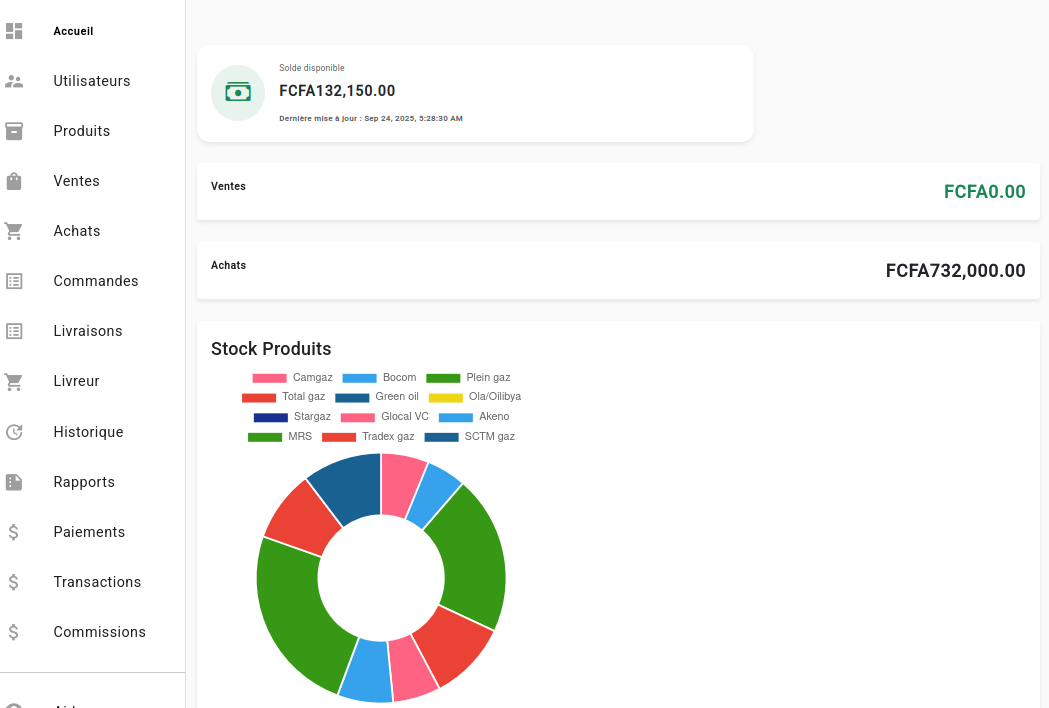 Accueil
Utilisateurs
Produits
Ventes
Achats
Commandes
Livraisons
Livreur
Historique
Rapports
Paiements
Transactions
Commissions
Solde disponible
FCFA132,150.00
Dernière mise à jour : Sep 24, 2025, 5:28:30 AM
Ventes
FCFA0.00
Achats
FCFA732,000.00
Stock Produits
Camgaz Bocom Plein gaz
Total gaz Green oil Ola/Oilibya
Stargaz Glocal VC Akeno
MRS Tradex gaz SCTM gaz